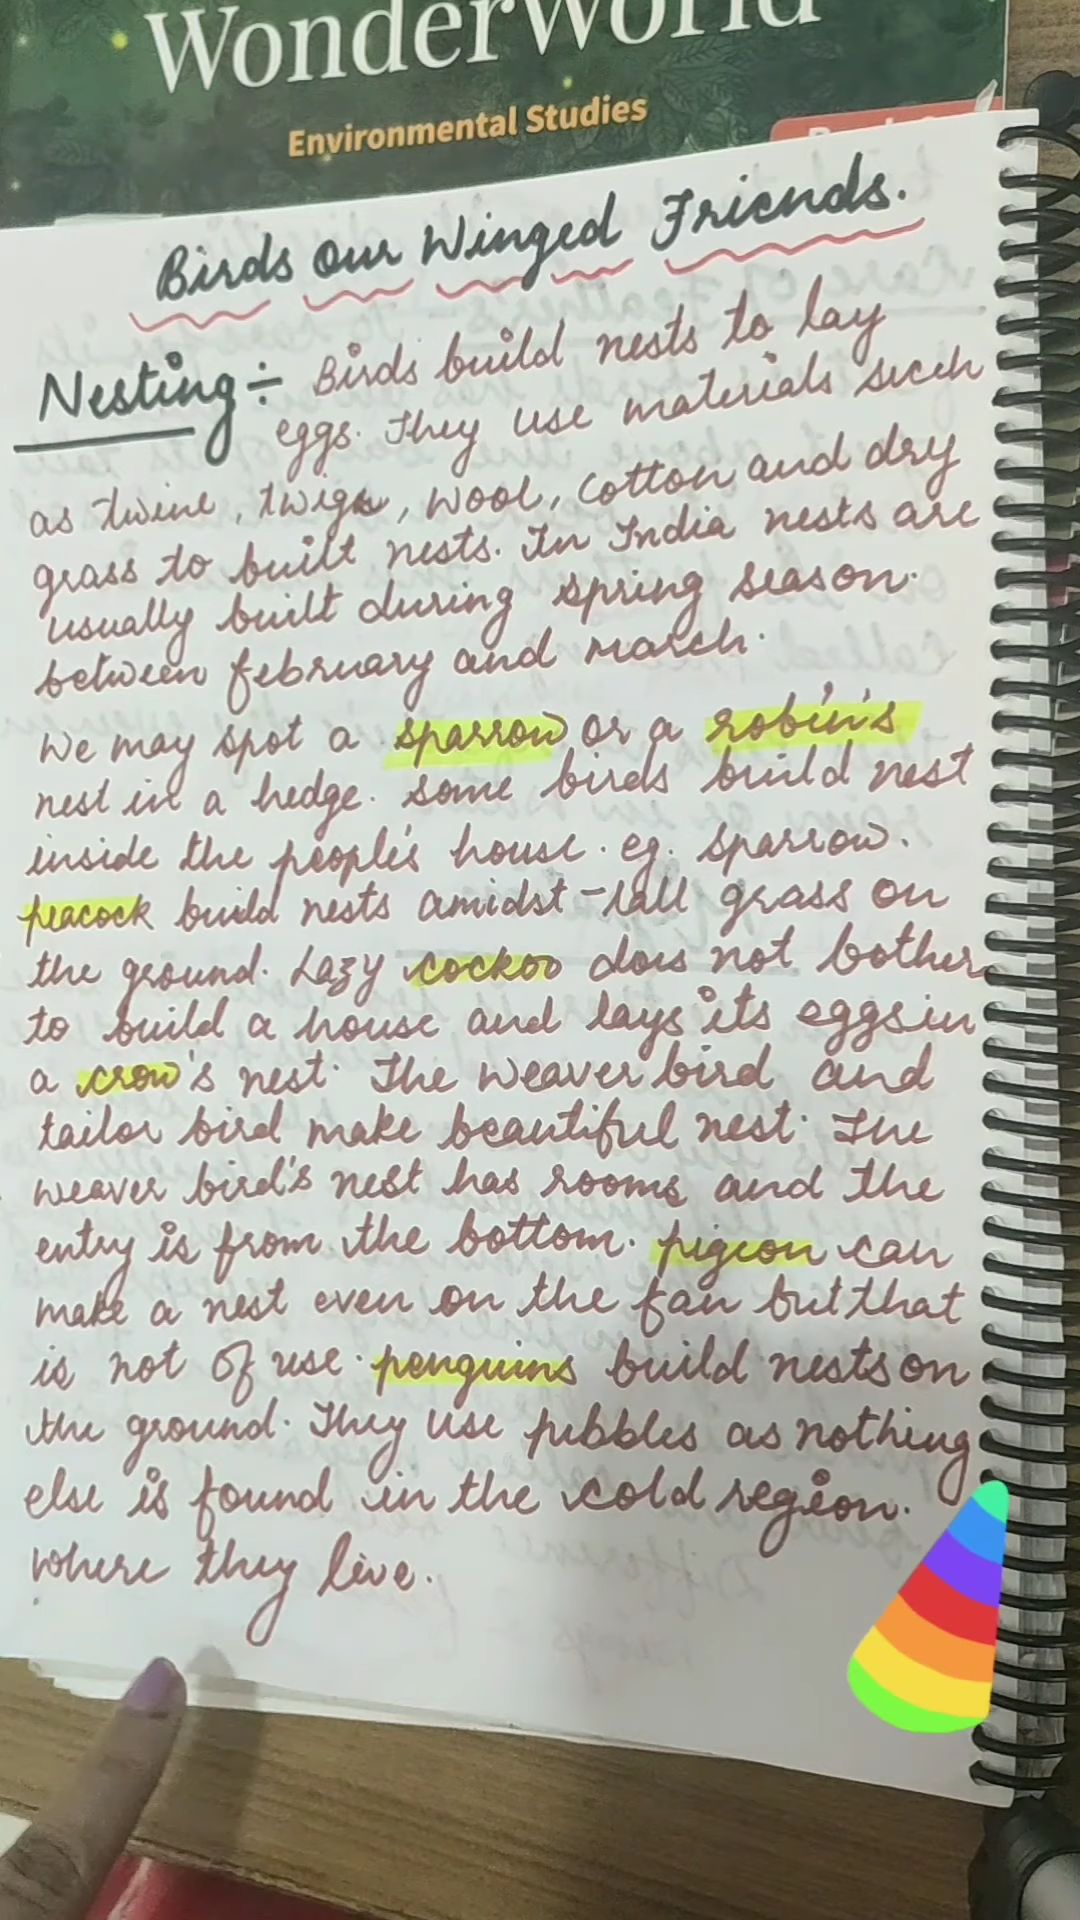 WonderWorld
Environmental Studies
Birds Our Winged Friends.
Nesting ÷ Birds build nests to lay
eggs. They use materials such
as twine, twigs, wool, cotton and dry
grass to built nests. In India nests are
usually built during spring season.
between february and march.
We may spot a sparrow or a robin's
nest in a hedge. some birds build nest
inside the people's house. eg. sparrow.
peacock build nests amidst-tall grass on
the ground. Lazy cockoo does not bother
to build a house and lays its eggs in
a crow's nest. The weaver bird and
tailor bird make beautiful nest. The
weaver bird's nest has rooms and the
entry is from the bottom. pigeon can
make a nest even on the fan but that
is not of use. penguins build nests on
the ground. They use pebbles as nothing
else is found in the cold region.
where they live.